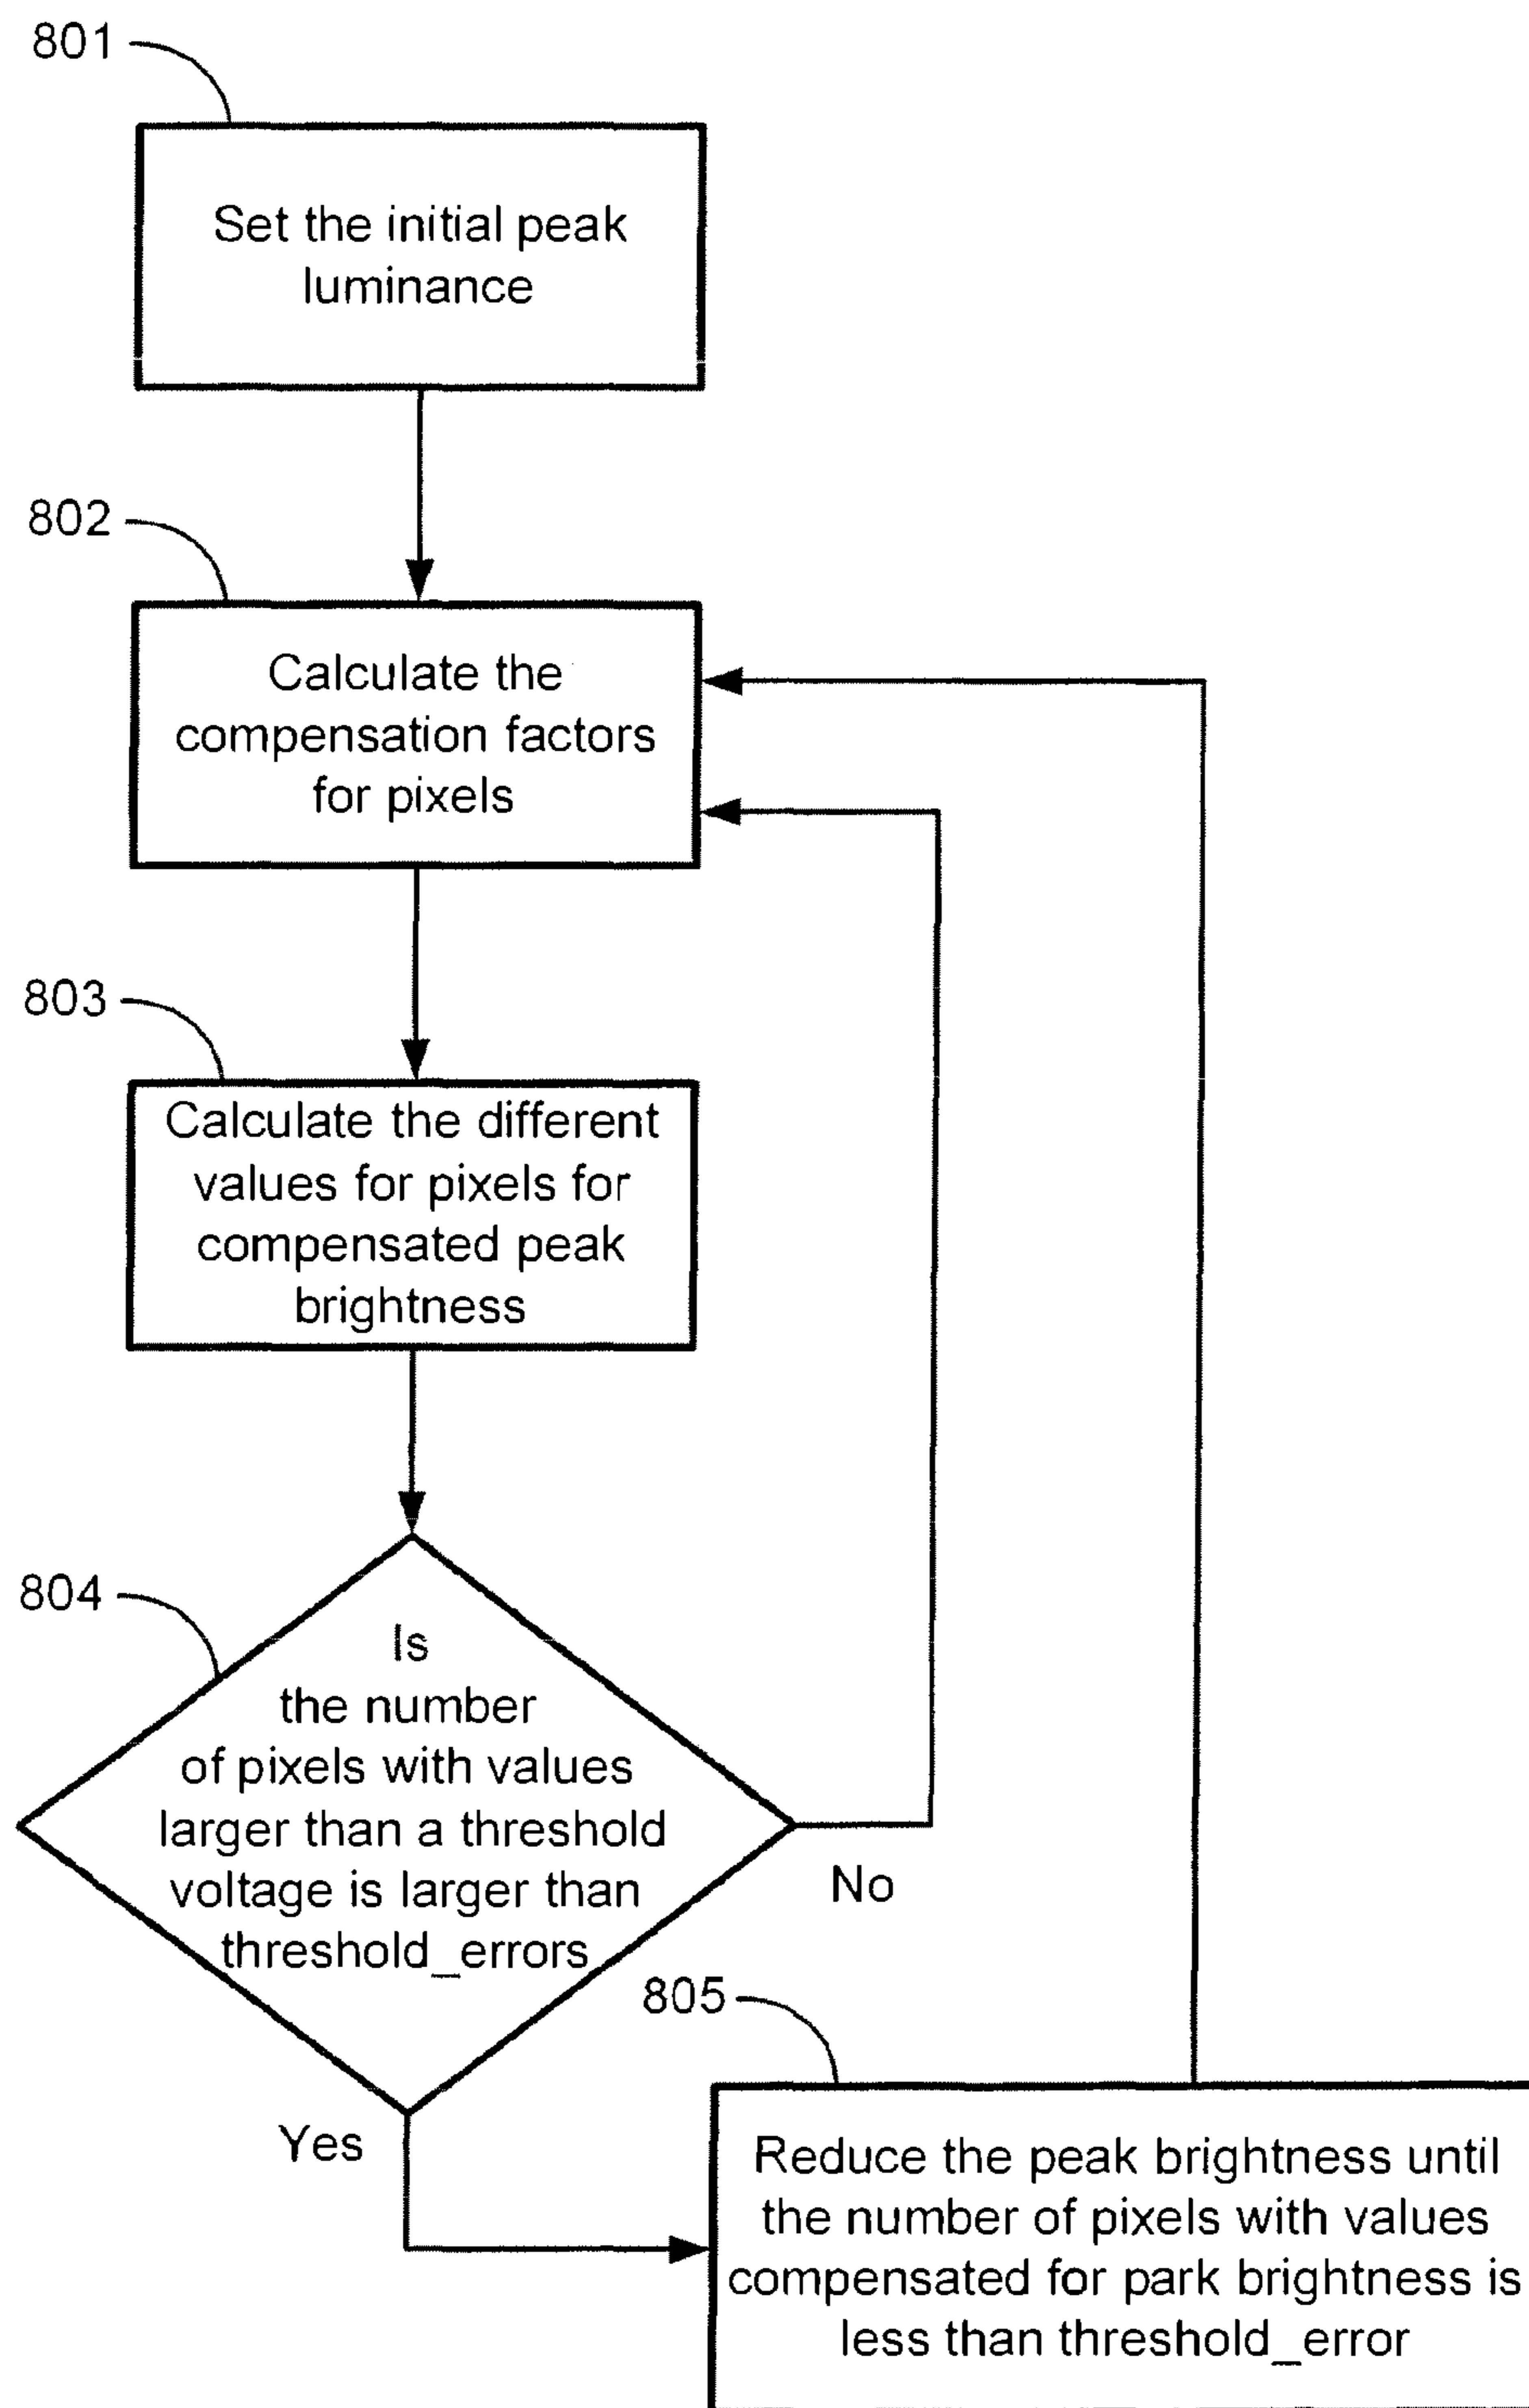 801
Set the initial peak
luminance
802
Calculate the
compensation factors
for pixels
803
Calculate the different
values for pixels for
compensated peak
brightness
804
Is
the number
of pixels with values
larger than a threshold
voltage is larger than
threshold_errors
No
Yes
805
Reduce the peak brightness until
the number of pixels with values
compensated for park brightness is
less than threshold_error